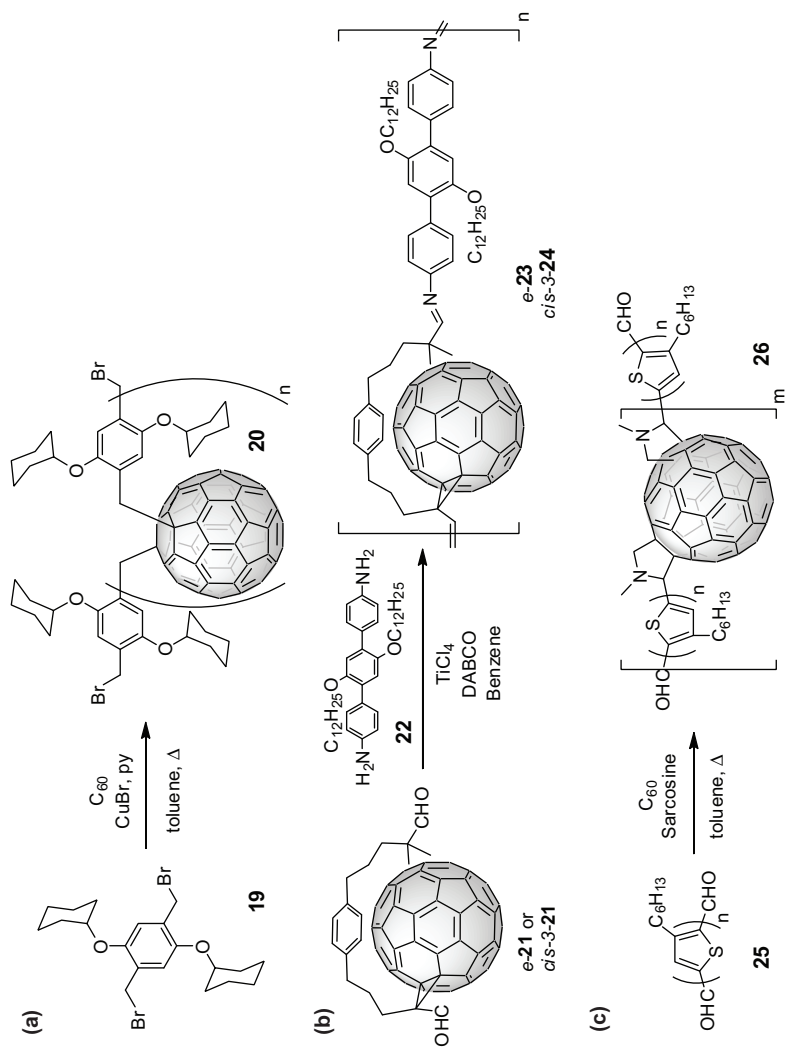 (a)
Br
O
O
Br
19
C60
CuBr, py
toluene, Δ
Br
O
O
O
O
Br
n
20
(b)
OHC
CHO
e-21 or
cis-3-21
H2N
C12H25O
OC12H25
NH2
22
TiCl4
DABCO
Benzene
N
C12H25O
OC12H25
N
n
e-23
cis-3-24
(c)
OHC
S
n
CHO
C6H13
25
C60
Sarcosine
toluene, Δ
OHC
S
n
C6H13
N
N
S
n
CHO
C6H13
m
26